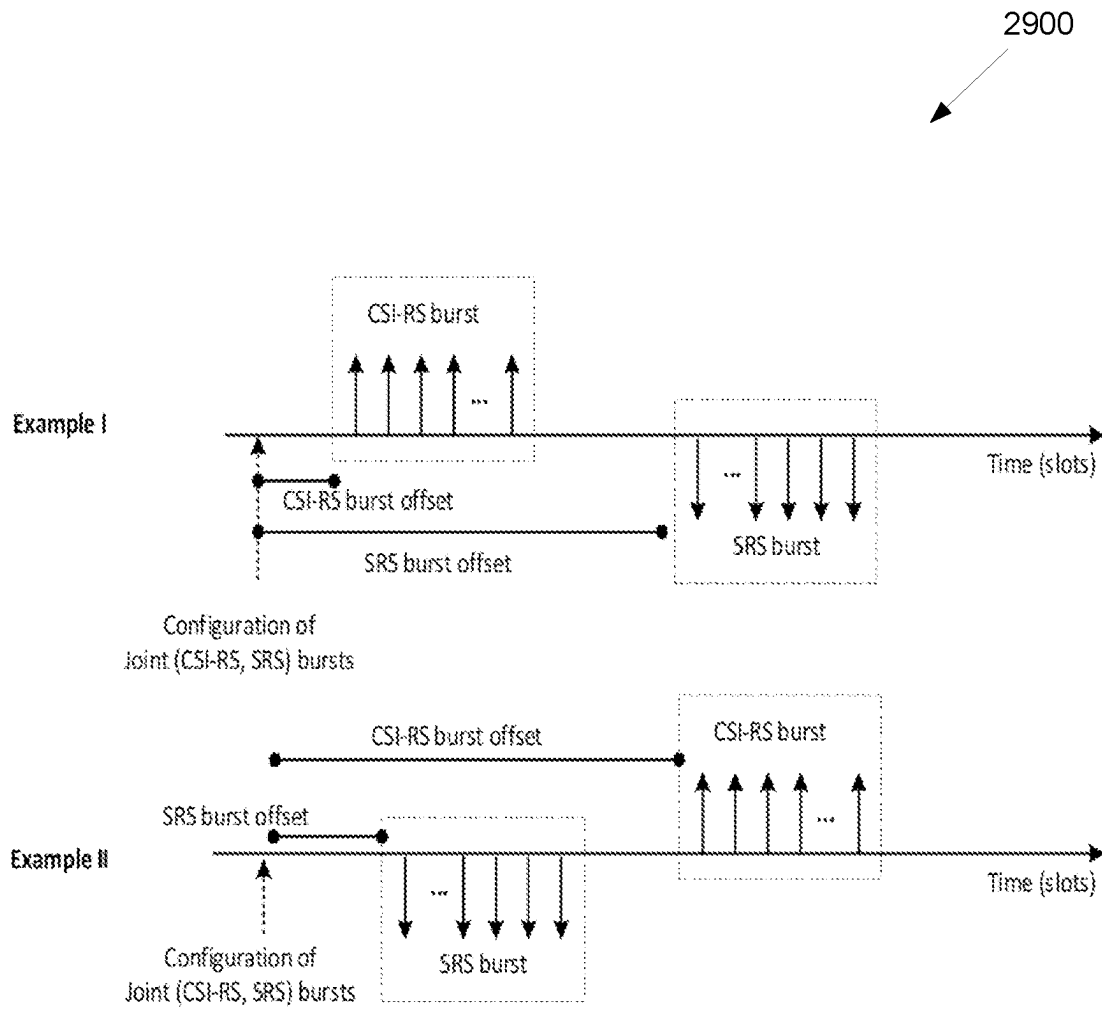 2900
CSI-RS burst
...
Example I
Time (slots)
CSI-RS burst offset
...
SRS burst
SRS burst offset
Configuration of
Joint (CSI-RS, SRS) bursts
CSI-RS burst
CSI-RS burst offset
...
SRS burst offset
Example II
Time (slots)
...
SRS burst
Configuration of
Joint (CSI-RS, SRS) bursts